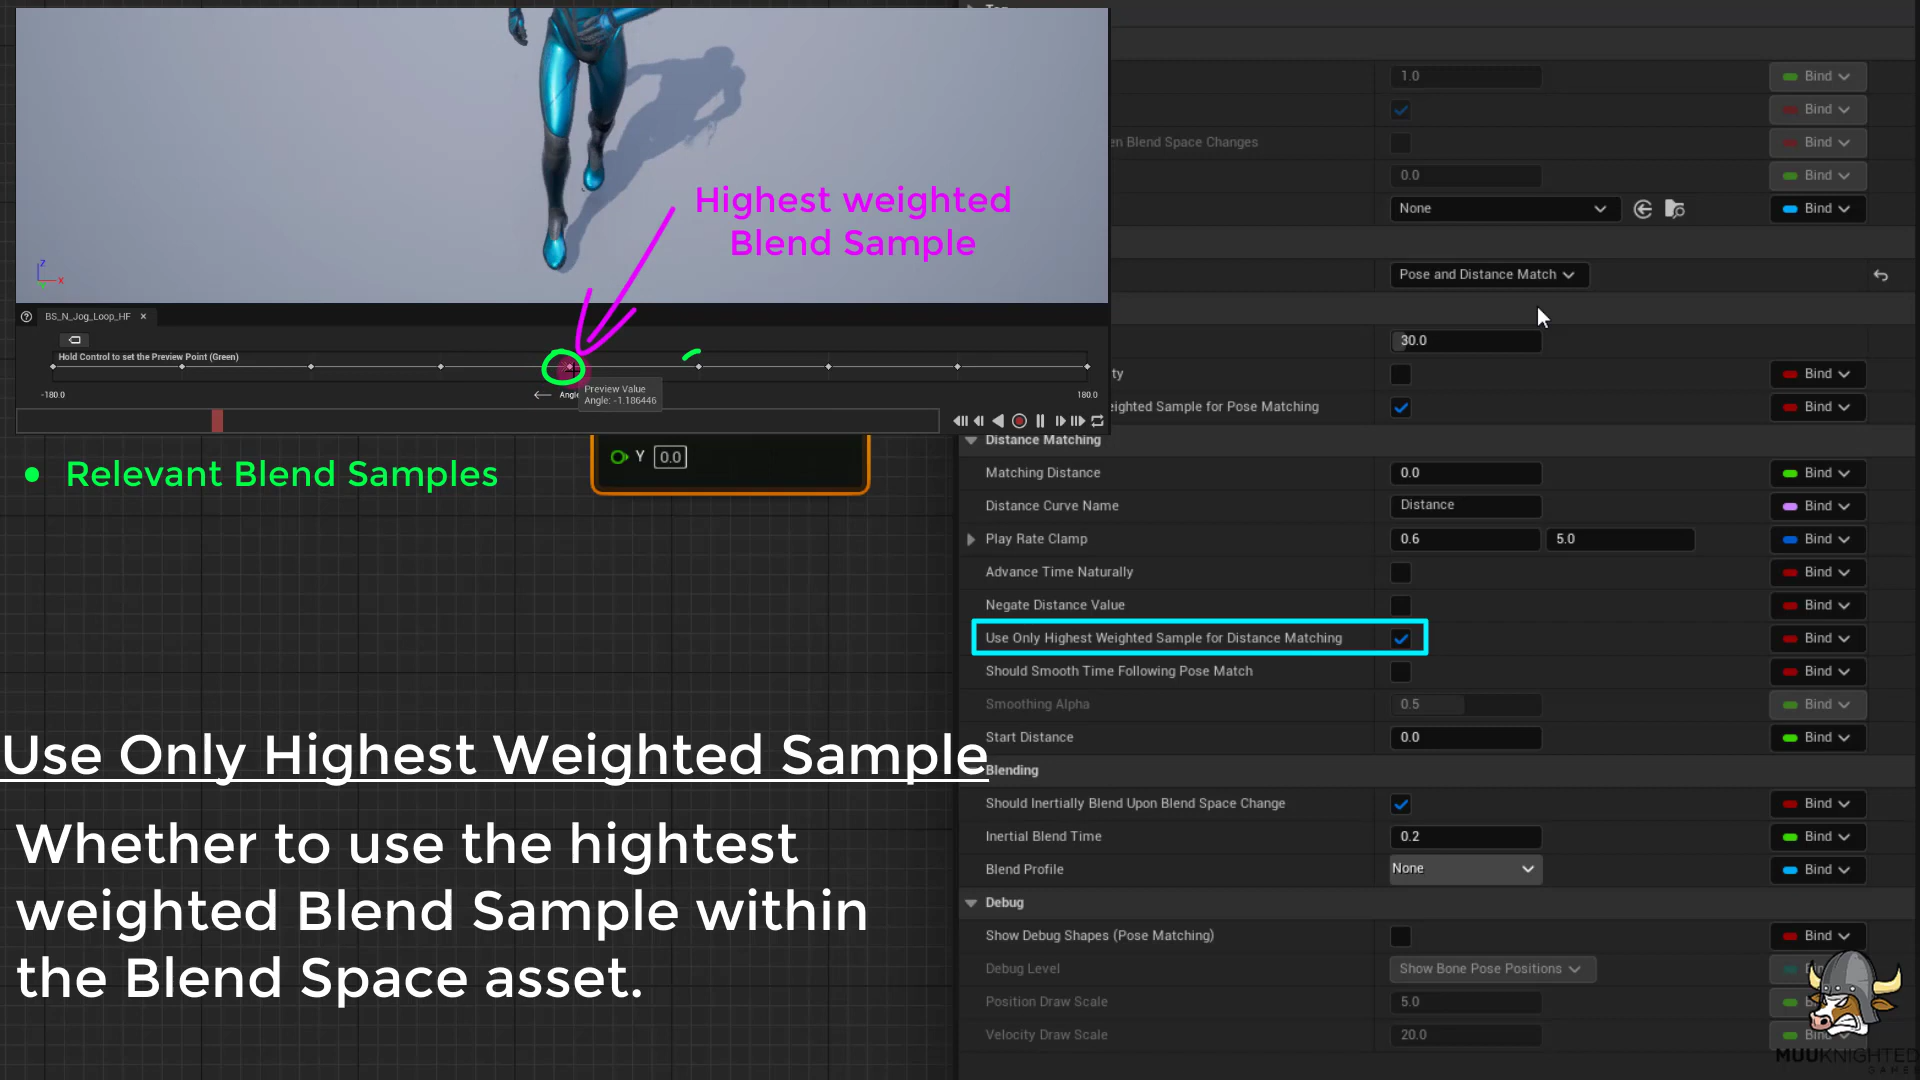 1.0
Bind
Bind
en Blend Space Changes
Bind
0.0
Bind
None
Bind
Highest weighted
Blend Sample
z
x
Pose and Distance Match
BS_N_Jog_Loop_HF
30.0
Hold Control to set the Preview Point (Green)
-180.0
Preview Value
Angle: -1.186446
180.0
ty
Bind
ighted Sample for Pose Matching
Bind
Distance Matching
Y 0.0
Relevant Blend Samples
Matching Distance 0.0 Bind
Distance Curve Name Distance Bind
Play Rate Clamp 0.6 5.0 Bind
Advance Time Naturally Bind
Negate Distance Value Bind
Use Only Highest Weighted Sample for Distance Matching Bind
Should Smooth Time Following Pose Match Bind
Smoothing Alpha 0.5 Bind
Start Distance 0.0 Bind
Use Only Highest Weighted Sample
Blending
Should Inertially Blend Upon Blend Space Change Bind
Inertial Blend Time 0.2 Bind
Blend Profile None Bind
Whether to use the hightest
weighted Blend Sample within
the Blend Space asset.
Debug
Show Debug Shapes (Pose Matching) Bind
Debug Level Show Bone Pose Positions
Position Draw Scale 5.0
Velocity Draw Scale 20.0 Bind
MUUKNIGHTED
GAMES